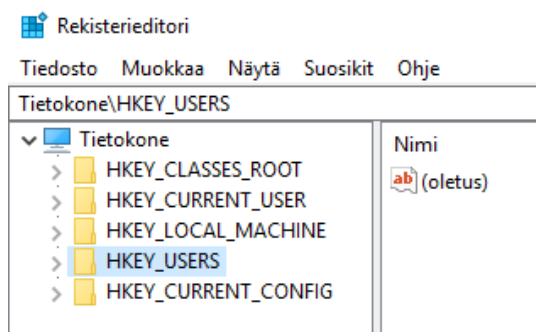 Rekisterieditori
Tiedosto Muokkaa Näytä Suosikit Ohje
Tietokone\HKEY_USERS
Tietokone
HKEY_CLASSES_ROOT
HKEY_CURRENT_USER
HKEY_LOCAL_MACHINE
HKEY_USERS
HKEY_CURRENT_CONFIG
Nimi
ab (oletus)